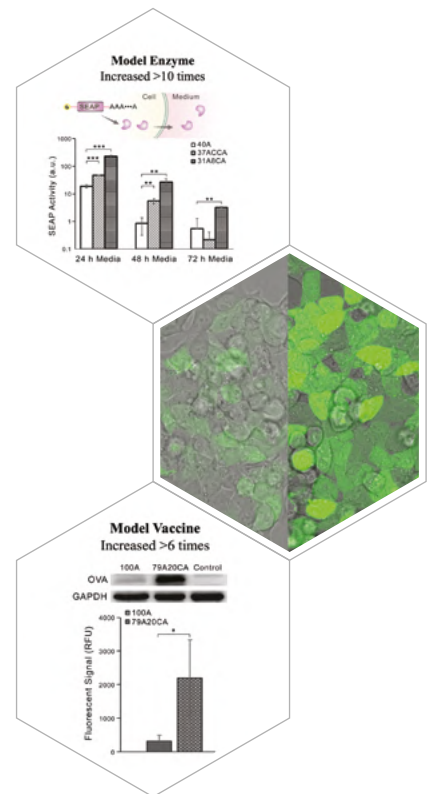 Model Enzyme
Increased >10 times
SEAP
AAA•••A
Cell
Medium
SEAP Activity (a.u.)
1000
100
10
1
0.1
***
***
**
**
**
40A
37ACCA
31A8CA
24 h Media
48 h Media
72 h Media
Model Vaccine
Increased >6 times
100A 79A20CA Control
OVA
GAPDH
100A
79A20CA
Fluorescent Signal (RFU)
4000
3000
2000
1000
0
*